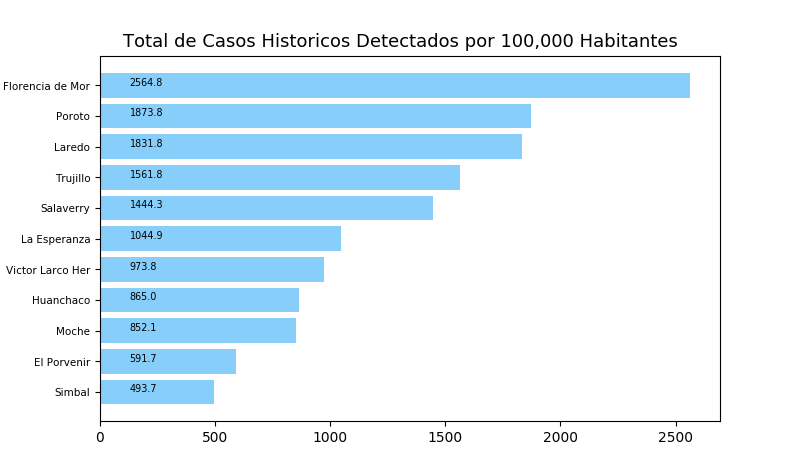 Total de Casos Historicos Detectados por 100,000 Habitantes
Florencia de Mor 2564.8
Poroto 1873.8
Laredo 1831.8
Trujillo 1561.8
Salaverry 1444.3
La Esperanza 1044.9
Victor Larco Her 973.8
Huanchaco 865.0
Moche 852.1
El Porvenir 591.7
Simbal 493.7
0 500 1000 1500 2000 2500